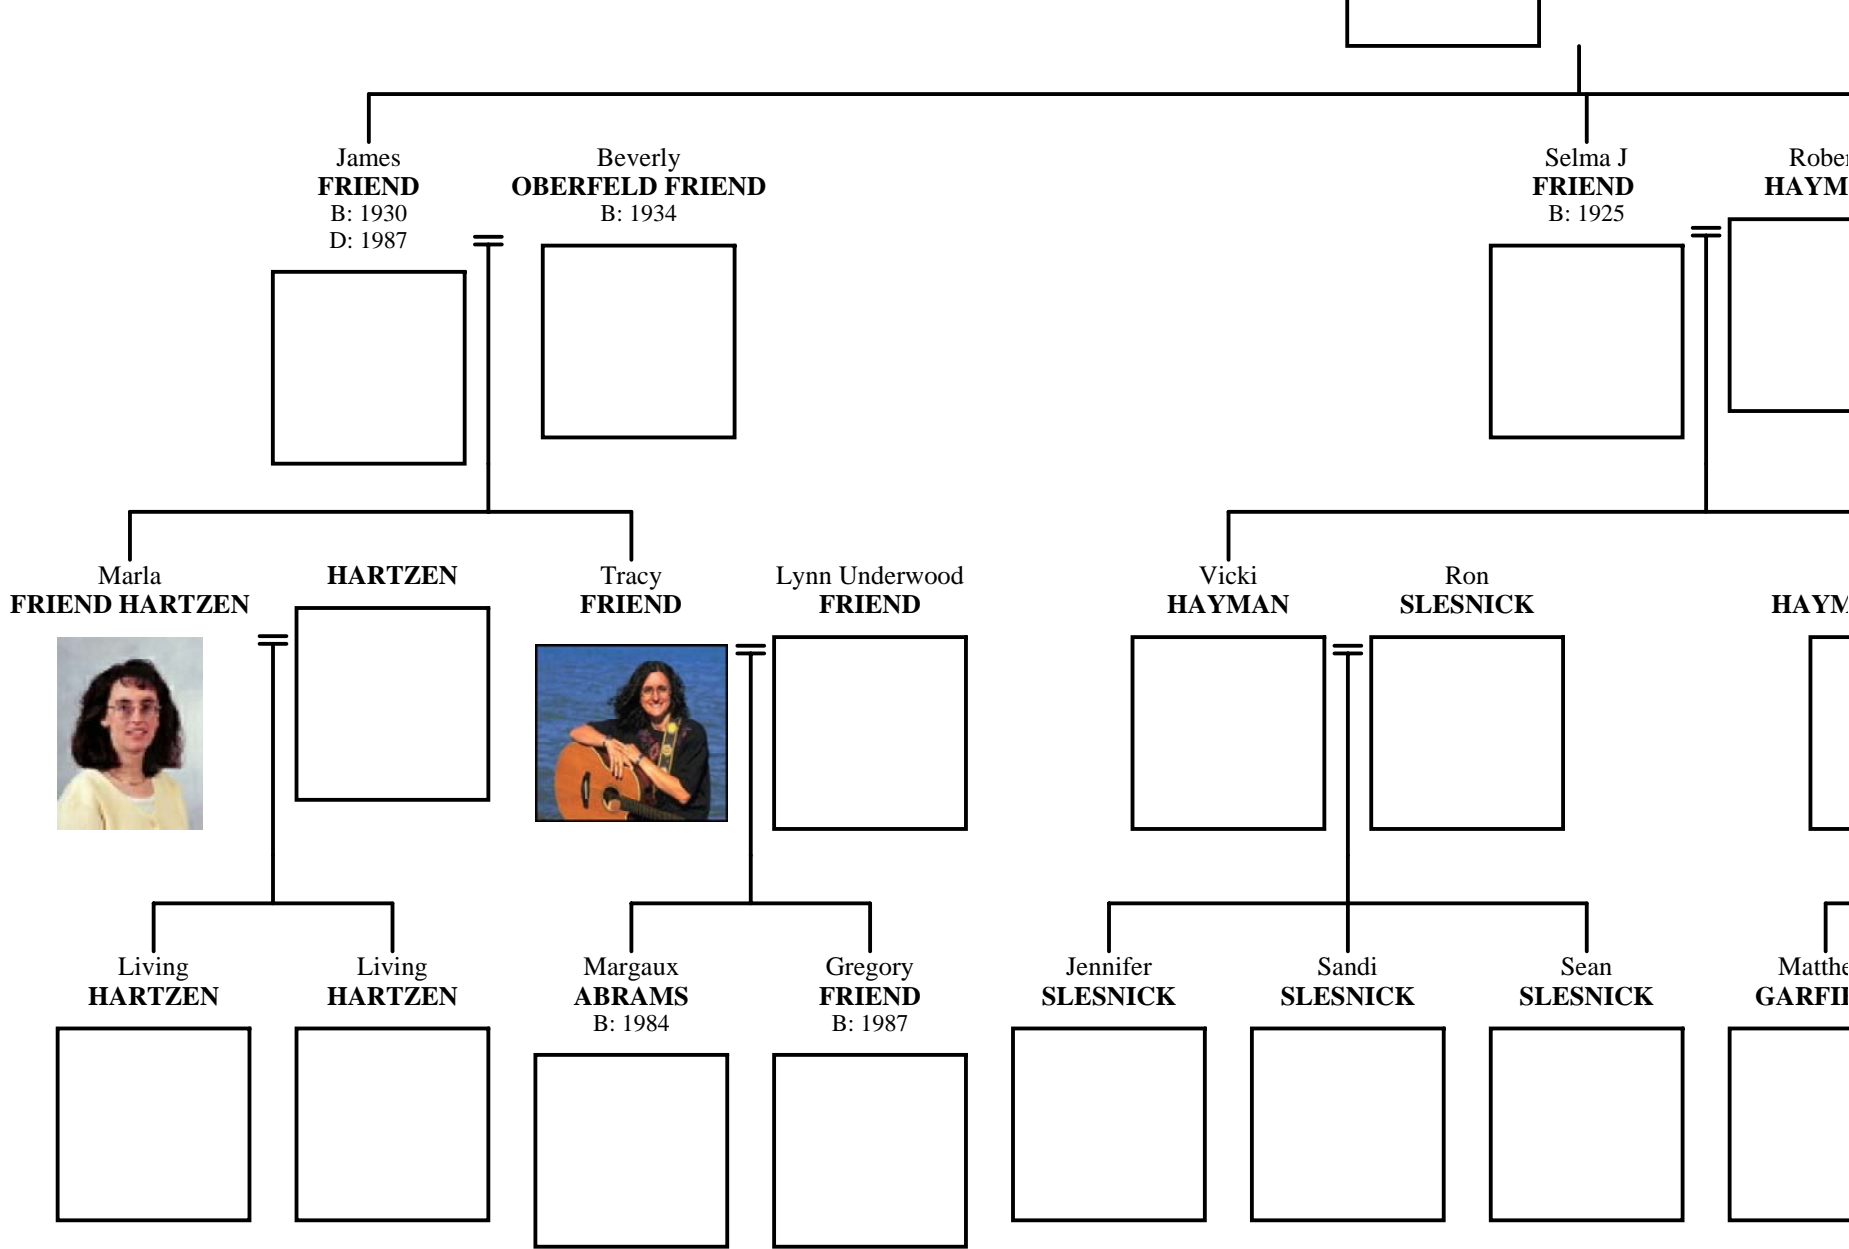 James
FRIEND
B: 1930
D: 1987
Beverly
OBERFELD FRIEND
B: 1934
Selma J
FRIEND
B: 1925
Marla
FRIEND HARTZEN
HARTZEN
Tracy
FRIEND
Lynn Underwood
FRIEND
Vicki
HAYMAN
Ron
SLESNICK
Living
HARTZEN
Living
HARTZEN
Margaux
ABRAMS
B: 1984
Gregory
FRIEND
B: 1987
Jennifer
SLESNICK
Sandi
SLESNICK
Sean
SLESNICK